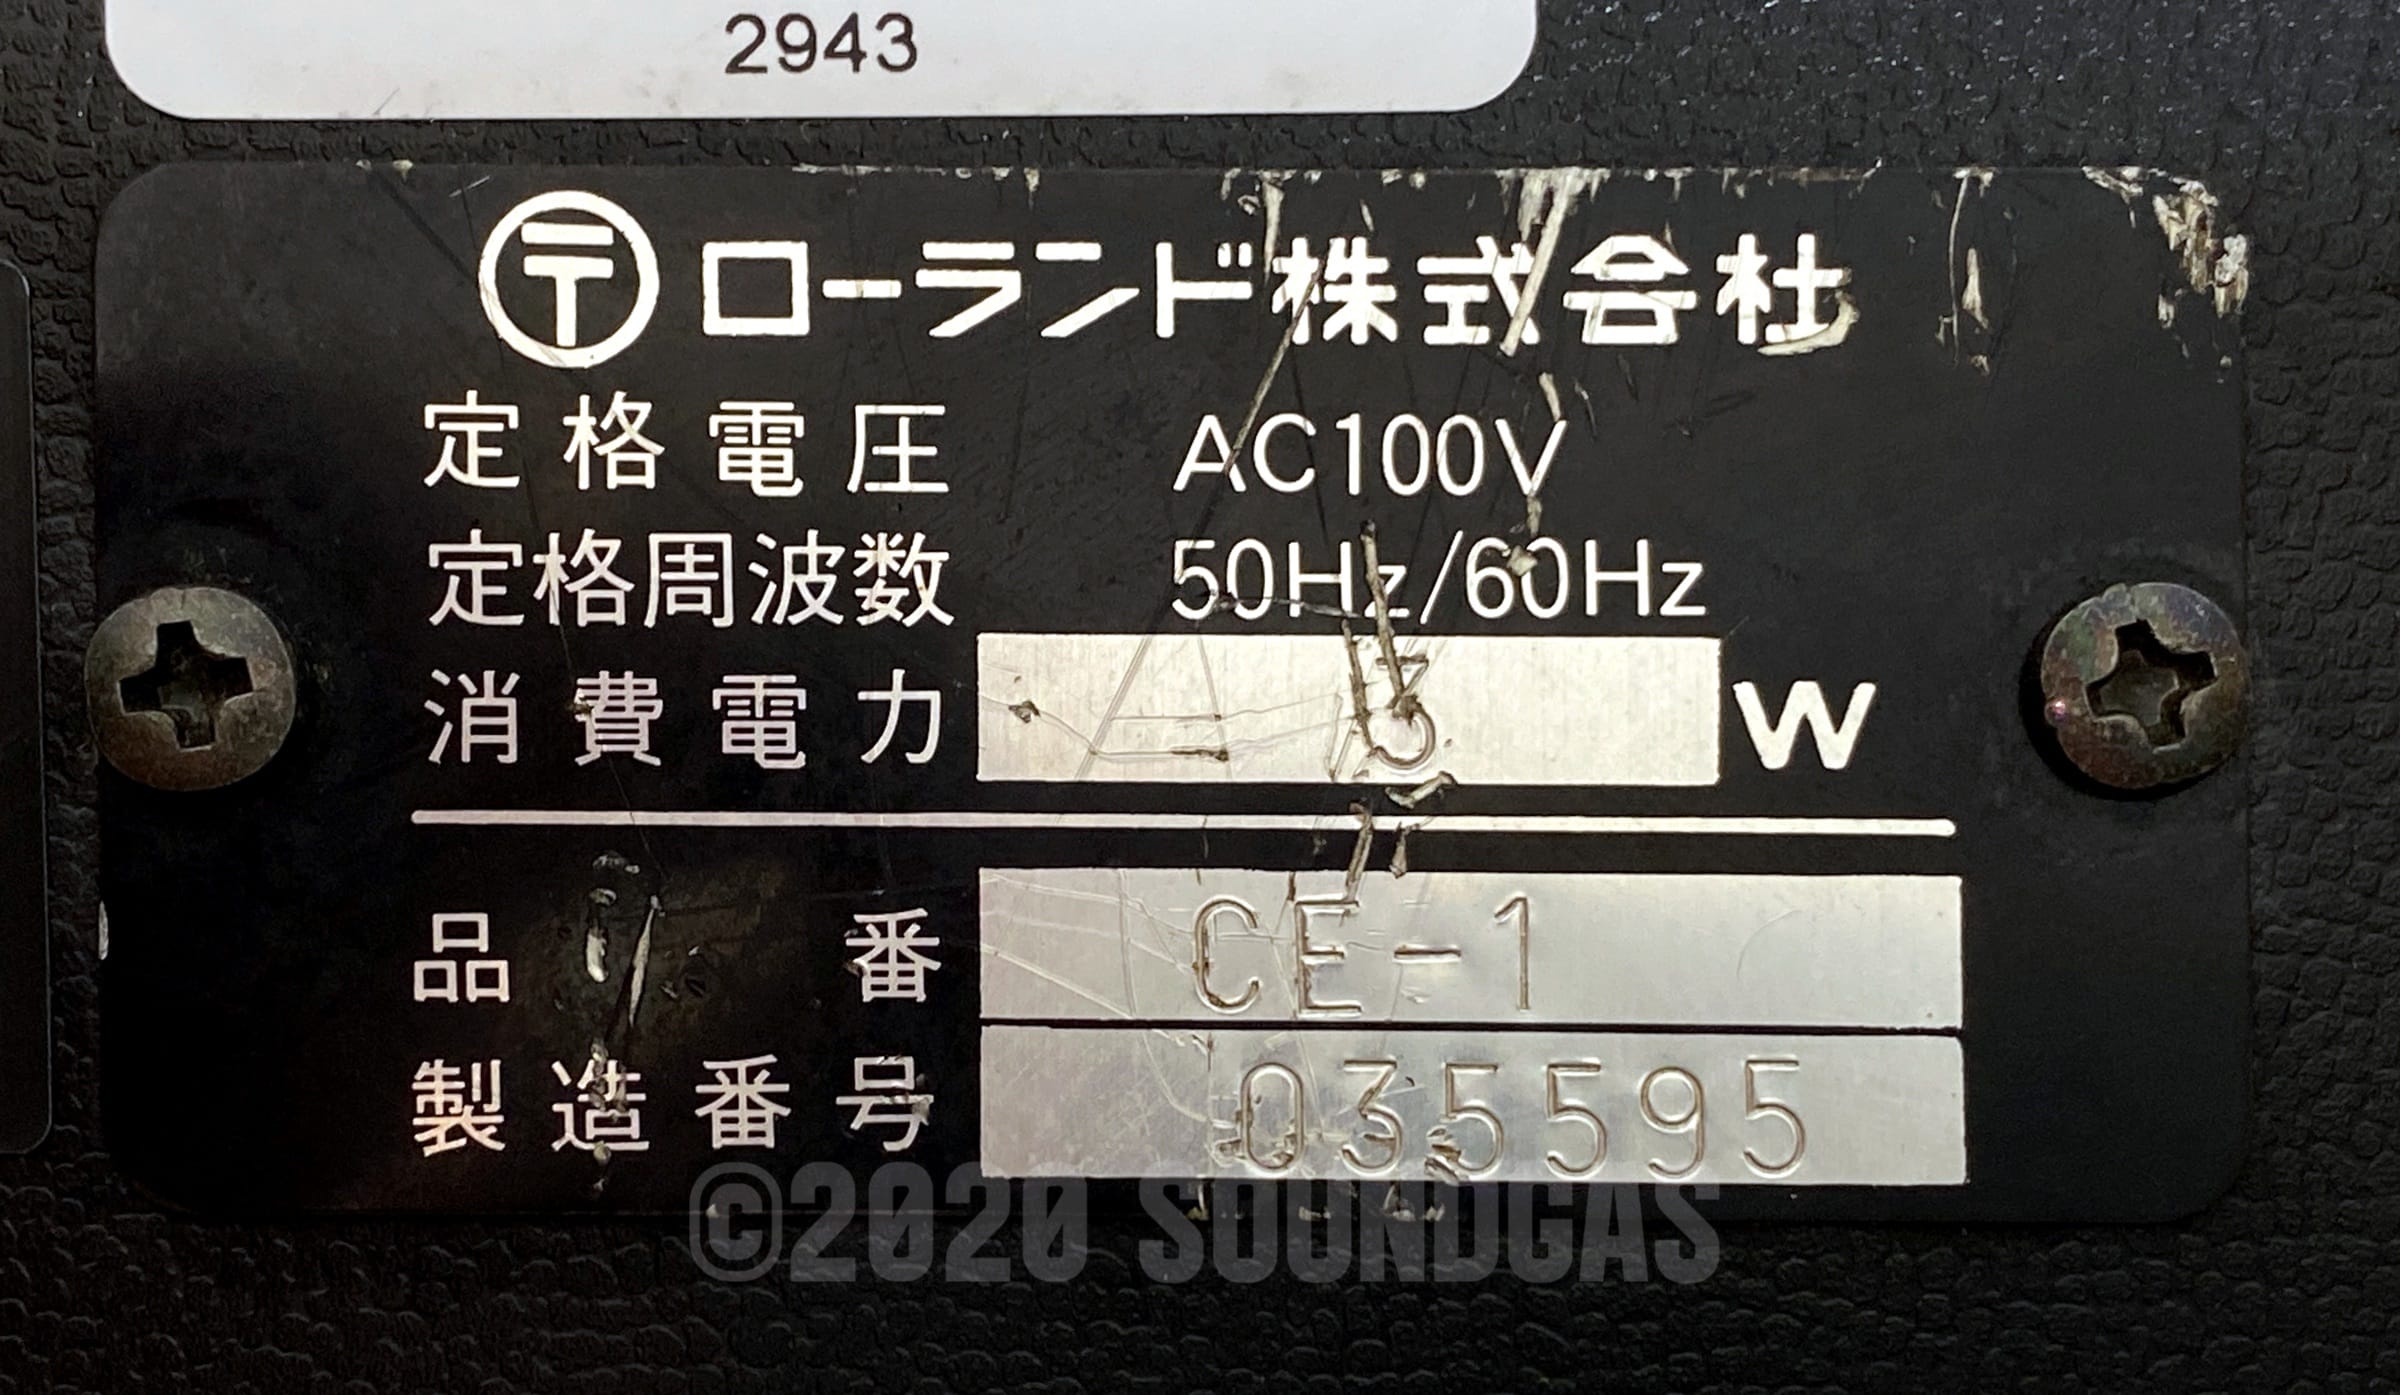 2943
〒 ローランド株式会社
定格電圧 AC100V
定格周波数 50Hz/60Hz
消費電力 3 W
品番 CE-1
製造番号 035595
©2020 SOUNDGAS